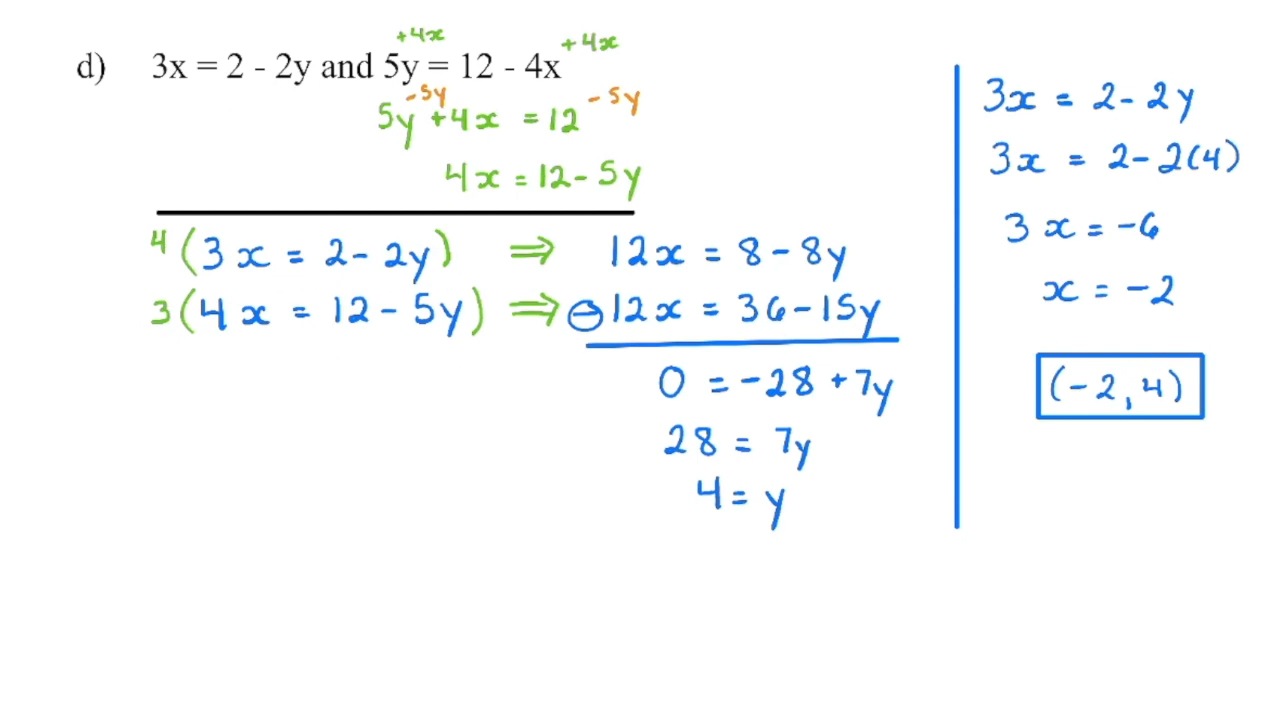 +4x +4x
d) 3x = 2 - 2y and 5y = 12 - 4x
-5y -5y
5y +4x = 12
4x = 12 - 5y
4(3x = 2 - 2y) ⇒ 12x = 8 - 8y
3(4x = 12 - 5y) ⇒ ⊖12x = 36 - 15y
0 = -28 + 7y
28 = 7y
4 = y
3x = 2 - 2y
3x = 2 - 2(4)
3x = -6
x = -2
(-2, 4)